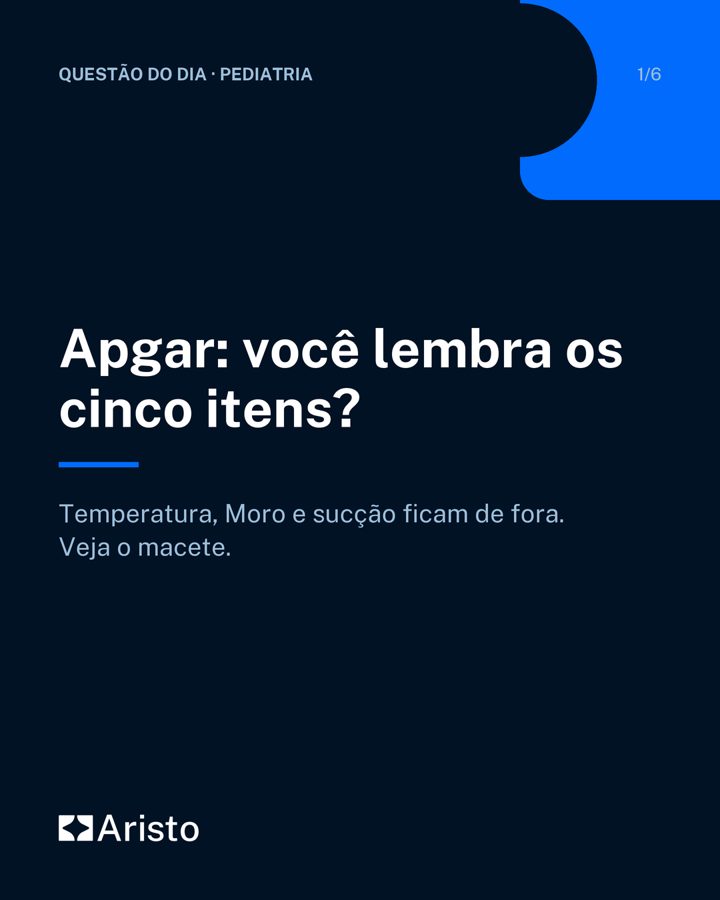 QUESTÃO DO DIA · PEDIATRIA
1/6
Apgar: você lembra os
cinco itens?
Temperatura, Moro e sucção ficam de fora.
Veja o macete.
Aristo